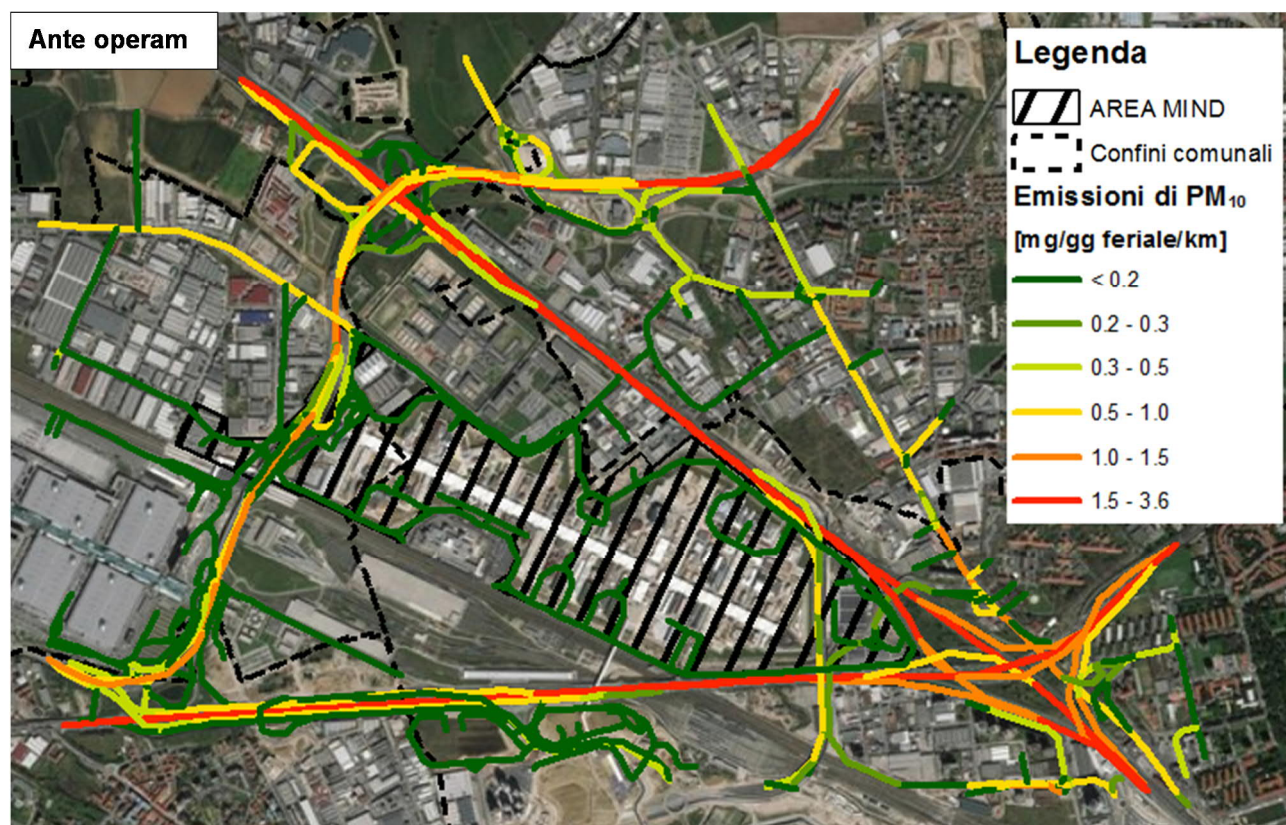 Ante operam
Legenda
AREA MIND
Confini comunali
Emissioni di PM₁₀
[mg/gg feriale/km]
< 0.2
0.2 - 0.3
0.3 - 0.5
0.5 - 1.0
1.0 - 1.5
1.5 - 3.6